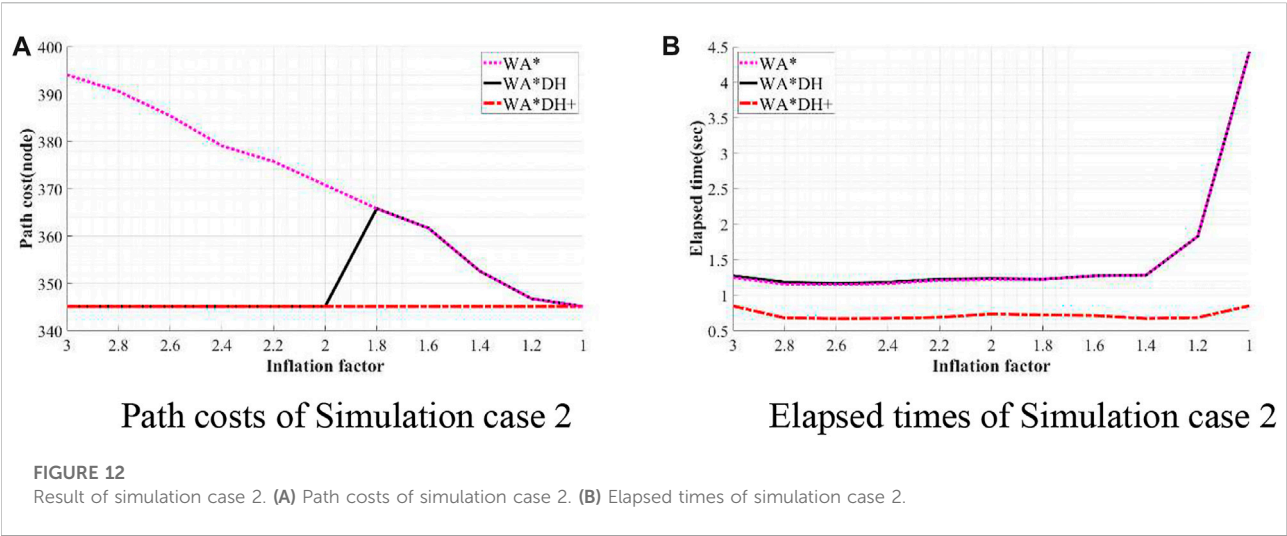 A
400
390
380
370
360
350
340
Path cost(node)
3 2.8 2.6 2.4 2.2 2 1.8 1.6 1.4 1.2 1
Inflation factor
WA*
WA*DH
WA*DH+
Path costs of Simulation case 2
B
4.5
4
3.5
3
2.5
2
1.5
1
0.5
Elapsed time(sec)
3 2.8 2.6 2.4 2.2 2 1.8 1.6 1.4 1.2 1
Inflation factor
WA*
WA*DH
WA*DH+
Elapsed times of Simulation case 2
FIGURE 12
Result of simulation case 2. (A) Path costs of simulation case 2. (B) Elapsed times of simulation case 2.